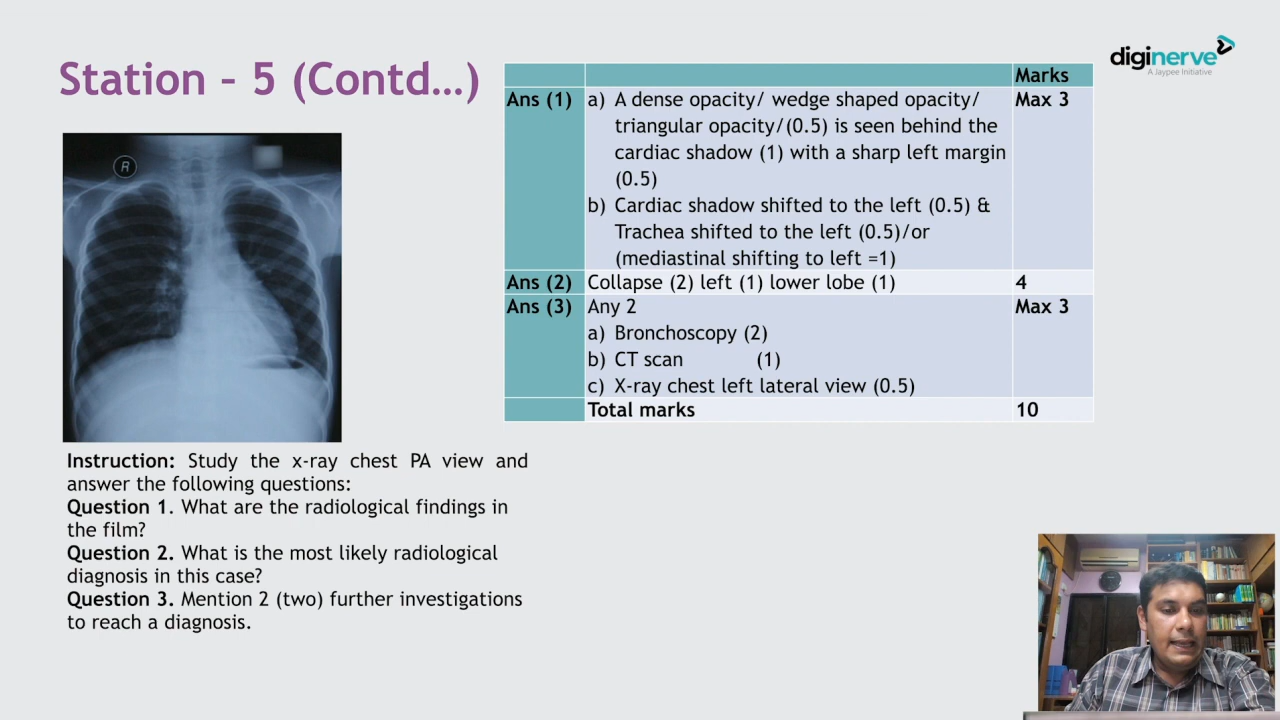 Station - 5 (Contd…)
diginerve
A Jaypee Initiative
R
Marks
Ans (1) a) A dense opacity/ wedge shaped opacity/ Max 3
triangular opacity/(0.5) is seen behind the
cardiac shadow (1) with a sharp left margin
(0.5)
b) Cardiac shadow shifted to the left (0.5) &
Trachea shifted to the left (0.5)/or
(mediastinal shifting to left =1)
Ans (2) Collapse (2) left (1) lower lobe (1) 4
Ans (3) Any 2 Max 3
a) Bronchoscopy (2)
b) CT scan (1)
c) X-ray chest left lateral view (0.5)
Total marks 10
Instruction: Study the x-ray chest PA view and
answer the following questions:
Question 1. What are the radiological findings in
the film?
Question 2. What is the most likely radiological
diagnosis in this case?
Question 3. Mention 2 (two) further investigations
to reach a diagnosis.